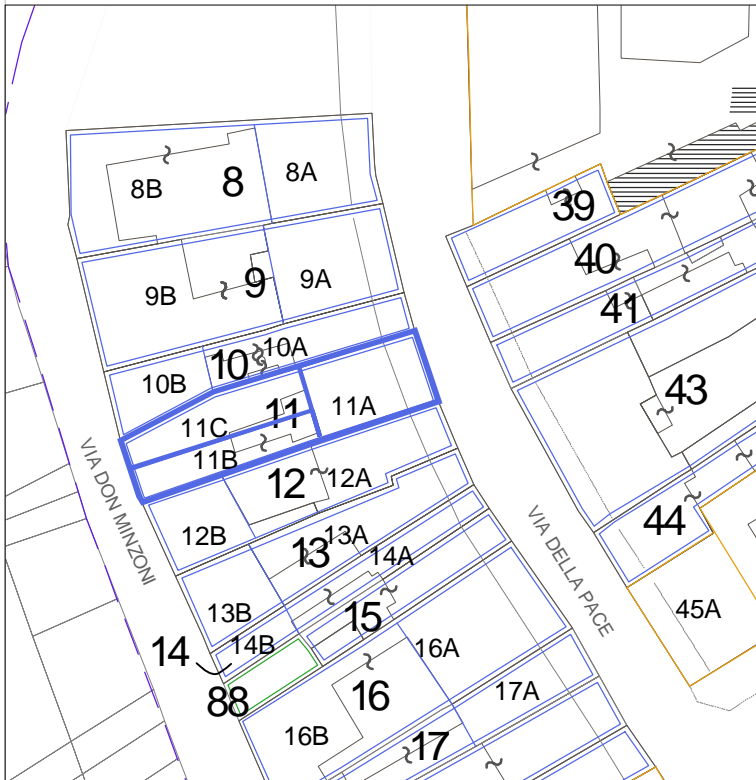 8B
8
8A
39
40
9B
9
9A
41
10A
10
10B
43
11A
11
11C
11B
12A
12
12B
44
VIA DON MINZONI
VIA DELLA PACE
13A
13
14A
13B
45A
15
14B
14
16A
88
16
17A
16B
17